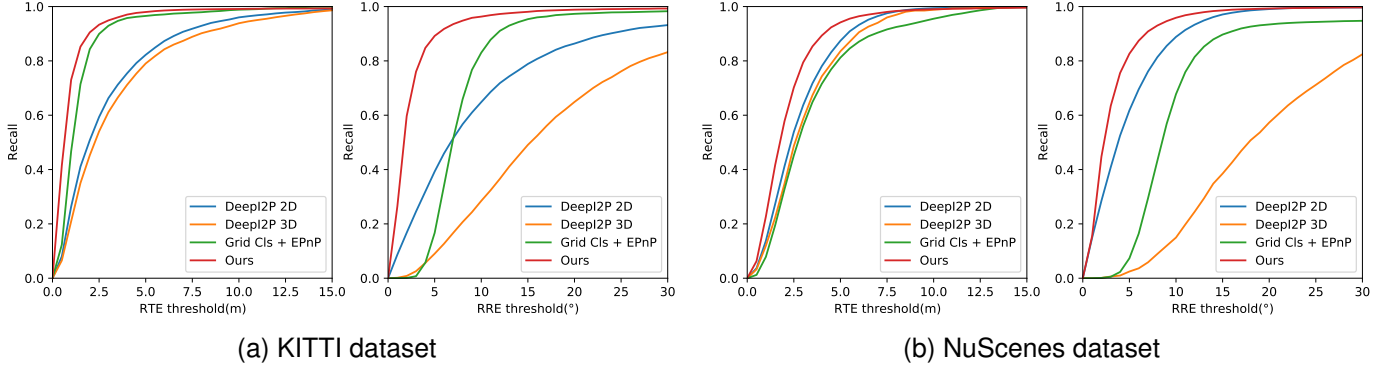 1.0
0.8
0.6
0.4
0.2
0.0
Recall
0.0 2.5 5.0 7.5 10.0 12.5 15.0
RTE threshold(m)
DeepI2P 2D
DeepI2P 3D
Grid Cls + EPnP
Ours
1.0
0.8
0.6
0.4
0.2
0.0
Recall
0 5 10 15 20 25 30
RRE threshold(°)
DeepI2P 2D
DeepI2P 3D
Grid Cls + EPnP
Ours
(a) KITTI dataset
1.0
0.8
0.6
0.4
0.2
0.0
Recall
0.0 2.5 5.0 7.5 10.0 12.5 15.0
RTE threshold(m)
DeepI2P 2D
DeepI2P 3D
Grid Cls + EPnP
Ours
1.0
0.8
0.6
0.4
0.2
0.0
Recall
0 5 10 15 20 25 30
RRE threshold(°)
DeepI2P 2D
DeepI2P 3D
Grid Cls + EPnP
Ours
(b) NuScenes dataset